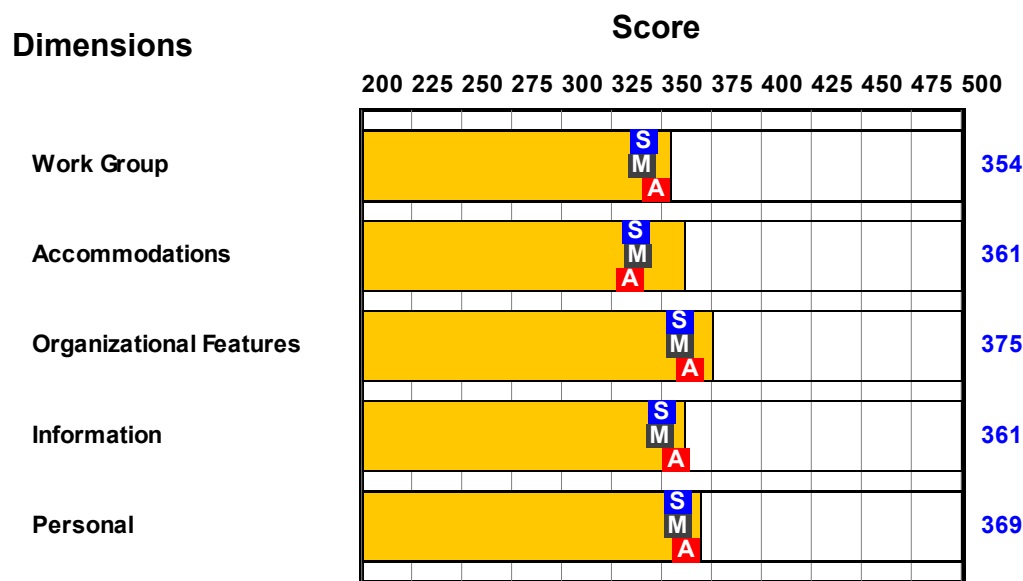 Score
Dimensions
200 225 250 275 300 325 350 375 400 425 450 475 500
S
Work Group M 354
A
S
Accommodations M 361
A
S
Organizational Features M 375
A
S
Information M 361
A
S
Personal M 369
A